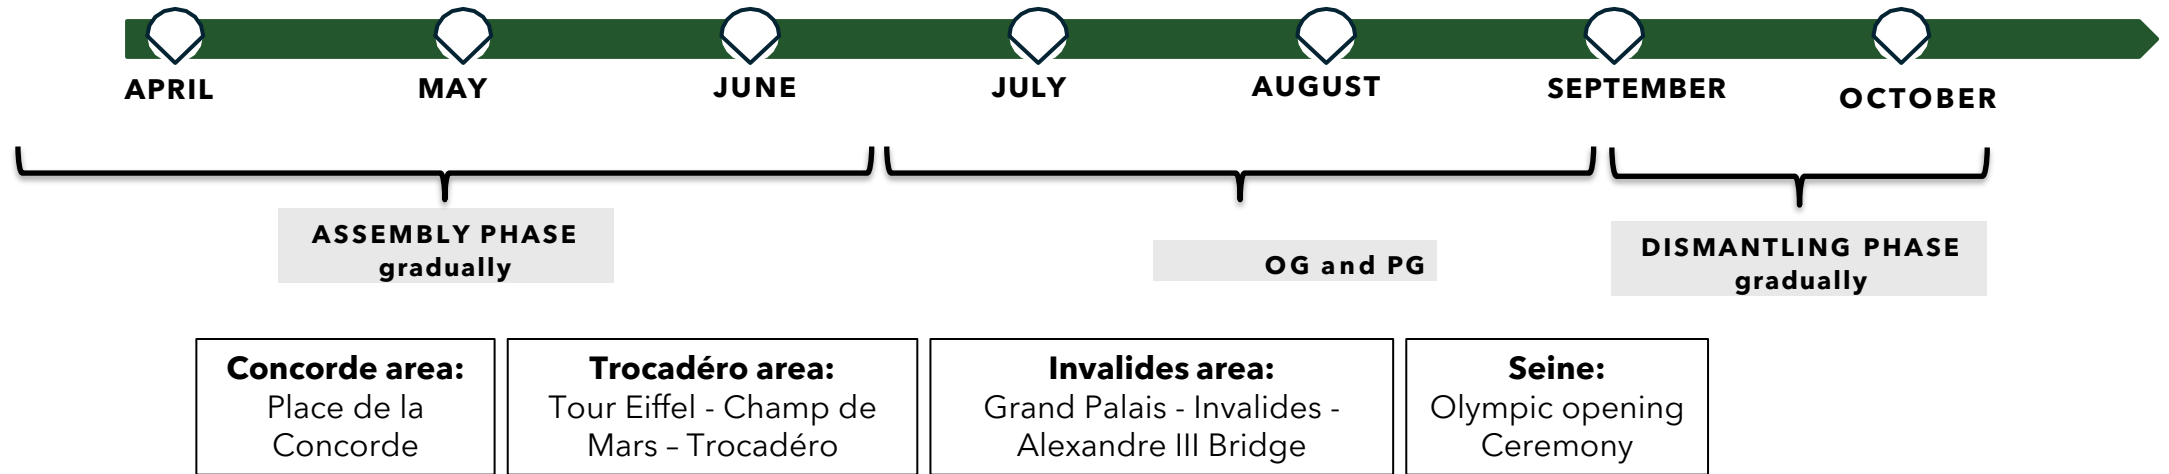 APRIL
MAY
JUNE
JULY
AUGUST
SEPTEMBER
OCTOBER
ASSEMBLY PHASE
gradually
OG and PG
DISMANTLING PHASE
gradually
Concorde area:
Place de la
Concorde
Trocadéro area:
Tour Eiffel - Champ de
Mars – Trocadéro
Invalides area:
Grand Palais - Invalides -
Alexandre III Bridge
Seine:
Olympic opening
Ceremony